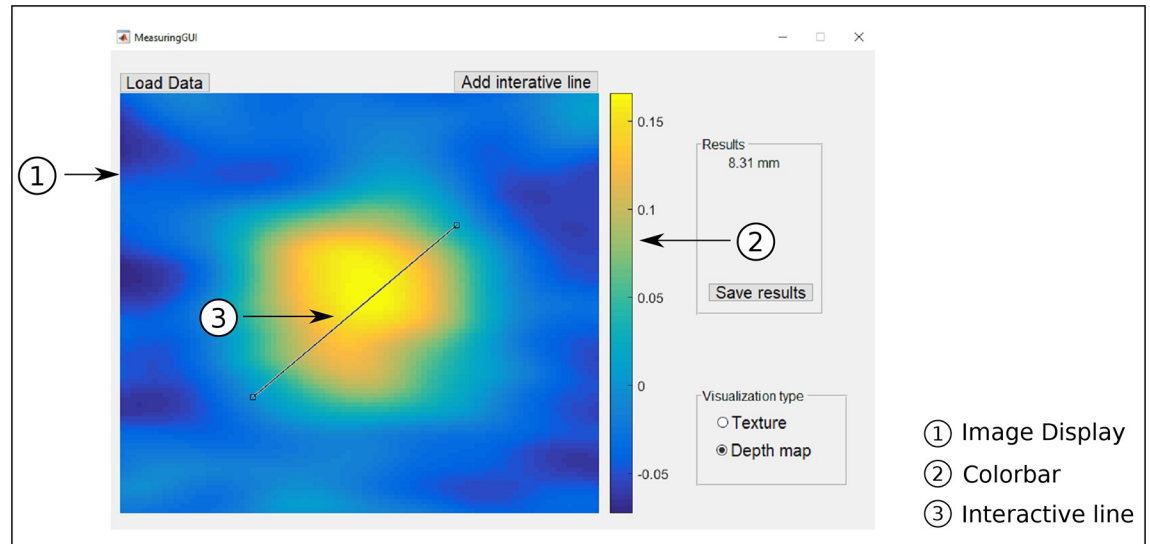 MeasuringGUI
Load Data
Add interative line
0.15
0.1
0.05
0
-0.05
Results
8.31 mm
Save results
Visualization type
Texture
Depth map
1
2
3
1 Image Display
2 Colorbar
3 Interactive line